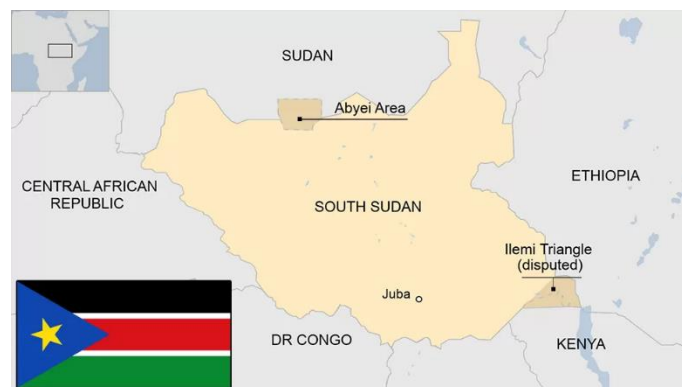 SUDAN
Abyei Area
CENTRAL AFRICAN
REPUBLIC
ETHIOPIA
SOUTH SUDAN
Ilemi Triangle
(disputed)
Juba
DR CONGO
KENYA